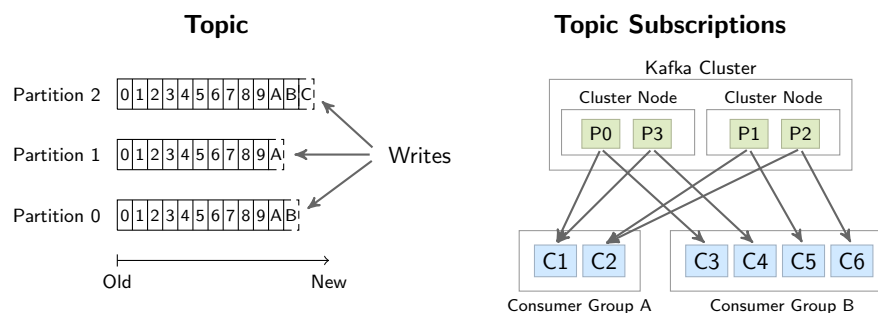 Topic
Partition 2
0 1 2 3 4 5 6 7 8 9 A B C
Partition 1
0 1 2 3 4 5 6 7 8 9 A
Writes
Partition 0
0 1 2 3 4 5 6 7 8 9 A B
Old New
Topic Subscriptions
Kafka Cluster
Cluster Node Cluster Node
P0 P3 P1 P2
C1 C2 C3 C4 C5 C6
Consumer Group A Consumer Group B